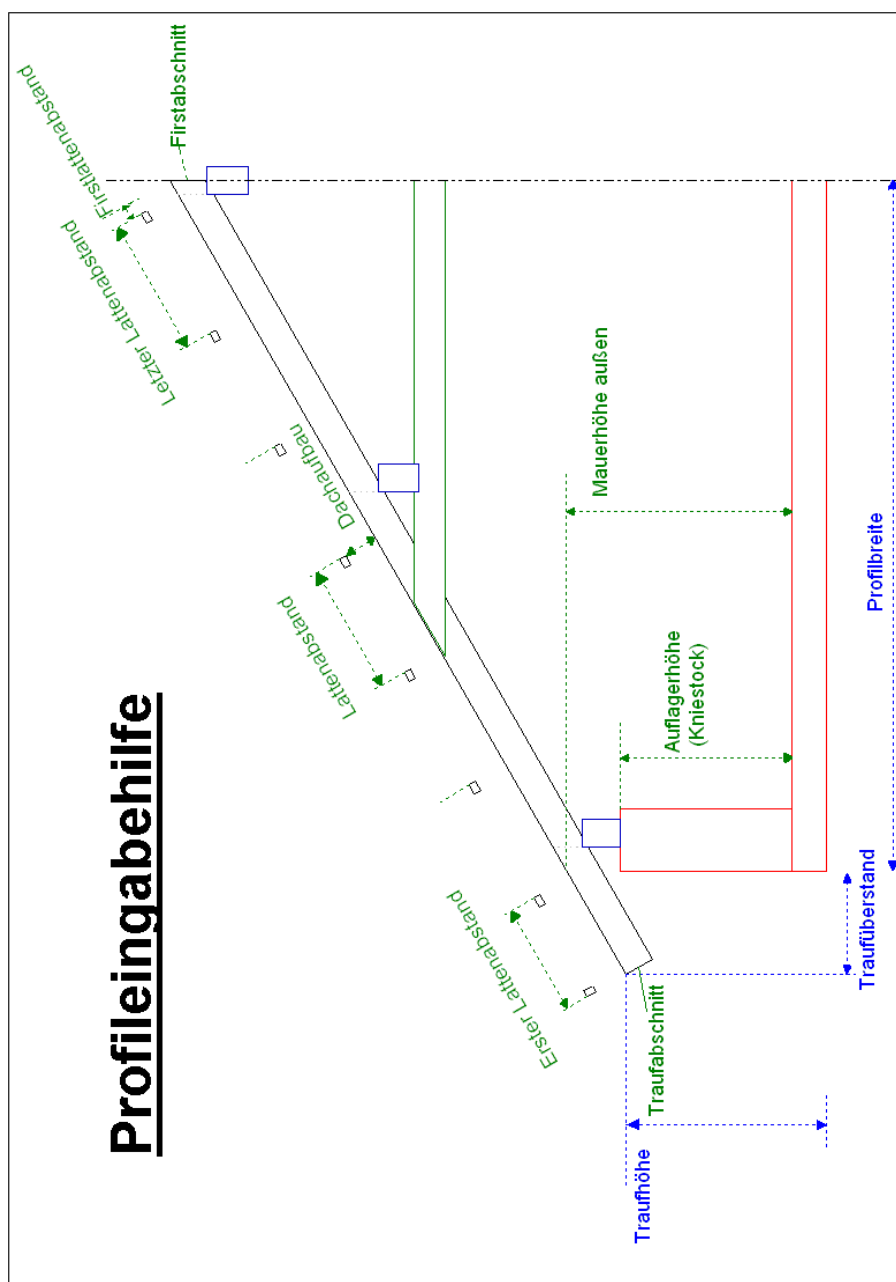 Profileingabehilfe
Firstlattenabstand
Firstabschnitt
Letzter Lattenabstand
Dachaufbau
Lattenabstand
Mauerhöhe außen
Auflagerhöhe
(Kniestock)
Profilbreite
Erster Lattenabstand
Traufabschnitt
Traufüberstand
Traufhöhe